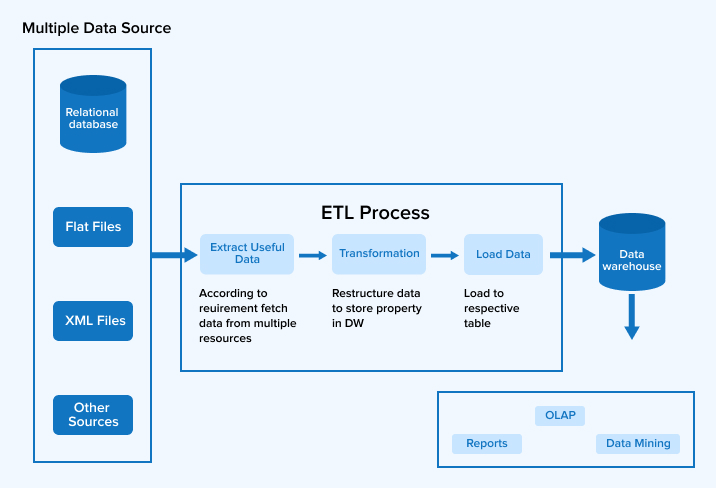 Multiple Data Source
Relational
database
Flat Files
XML Files
Other
Sources
ETL Process
Extract Useful
Data
According to
reuirement fetch
data from multiple
resources
Transformation
Restructure data
to store property
in DW
Load Data
Load to
respective
table
Data
warehouse
OLAP
Reports
Data Mining